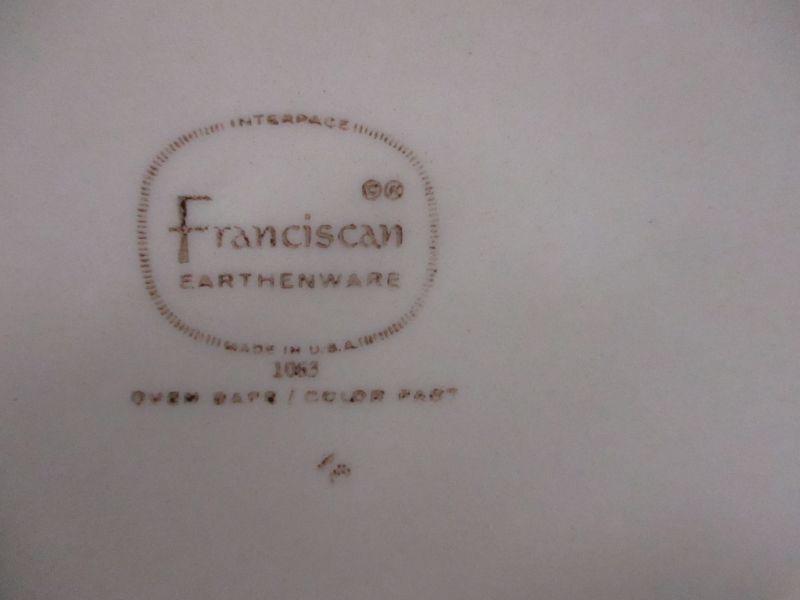 INTERPACE
©®
Franciscan
EARTHENWARE
MADE IN U.S.A.
1063
OVEN SAFE / COLOR FAST